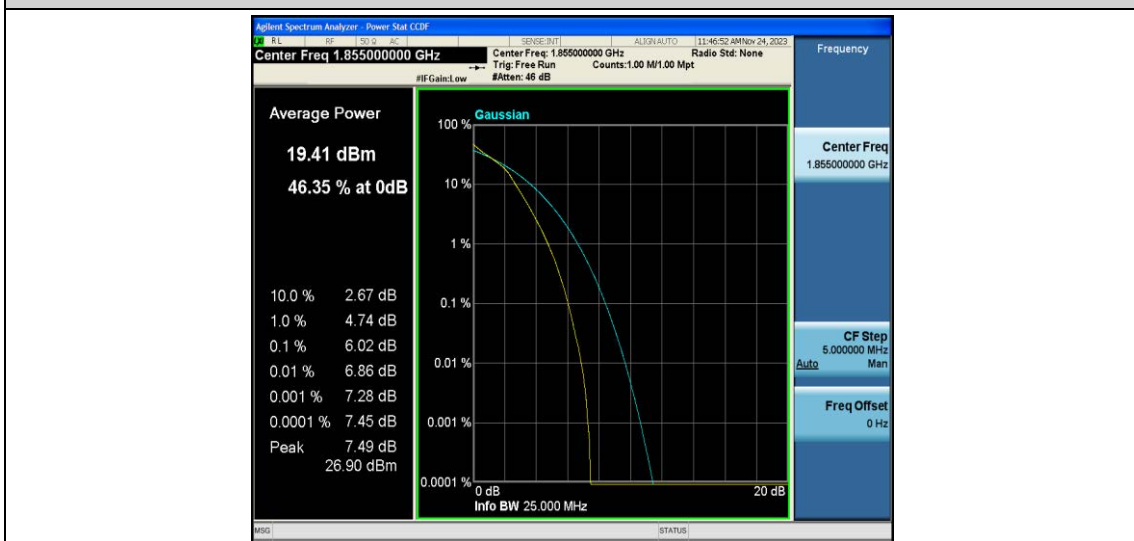 Agilent Spectrum Analyzer - Power Stat CCDF
RL RF 50 Ω AC SENSE:INT ALIGN AUTO 11:46:52 AM Nov 24, 2023
Center Freq 1.855000000 GHz
Center Freq: 1.855000000 GHz Radio Std: None
Trig: Free Run Counts:1.00 M/1.00 Mpt
#IFGain:Low #Atten: 46 dB
Frequency
Average Power
19.41 dBm
46.35 % at 0dB
10.0 % 2.67 dB
1.0 % 4.74 dB
0.1 % 6.02 dB
0.01 % 6.86 dB
0.001 % 7.28 dB
0.0001 % 7.45 dB
Peak 7.49 dB
26.90 dBm
Gaussian
100 %
10 %
1 %
0.1 %
0.01 %
0.001 %
0.0001 %
0 dB 20 dB
Info BW 25.000 MHz
Center Freq
1.855000000 GHz
CF Step
5.000000 MHz
Auto Man
Freq Offset
0 Hz
MSG STATUS